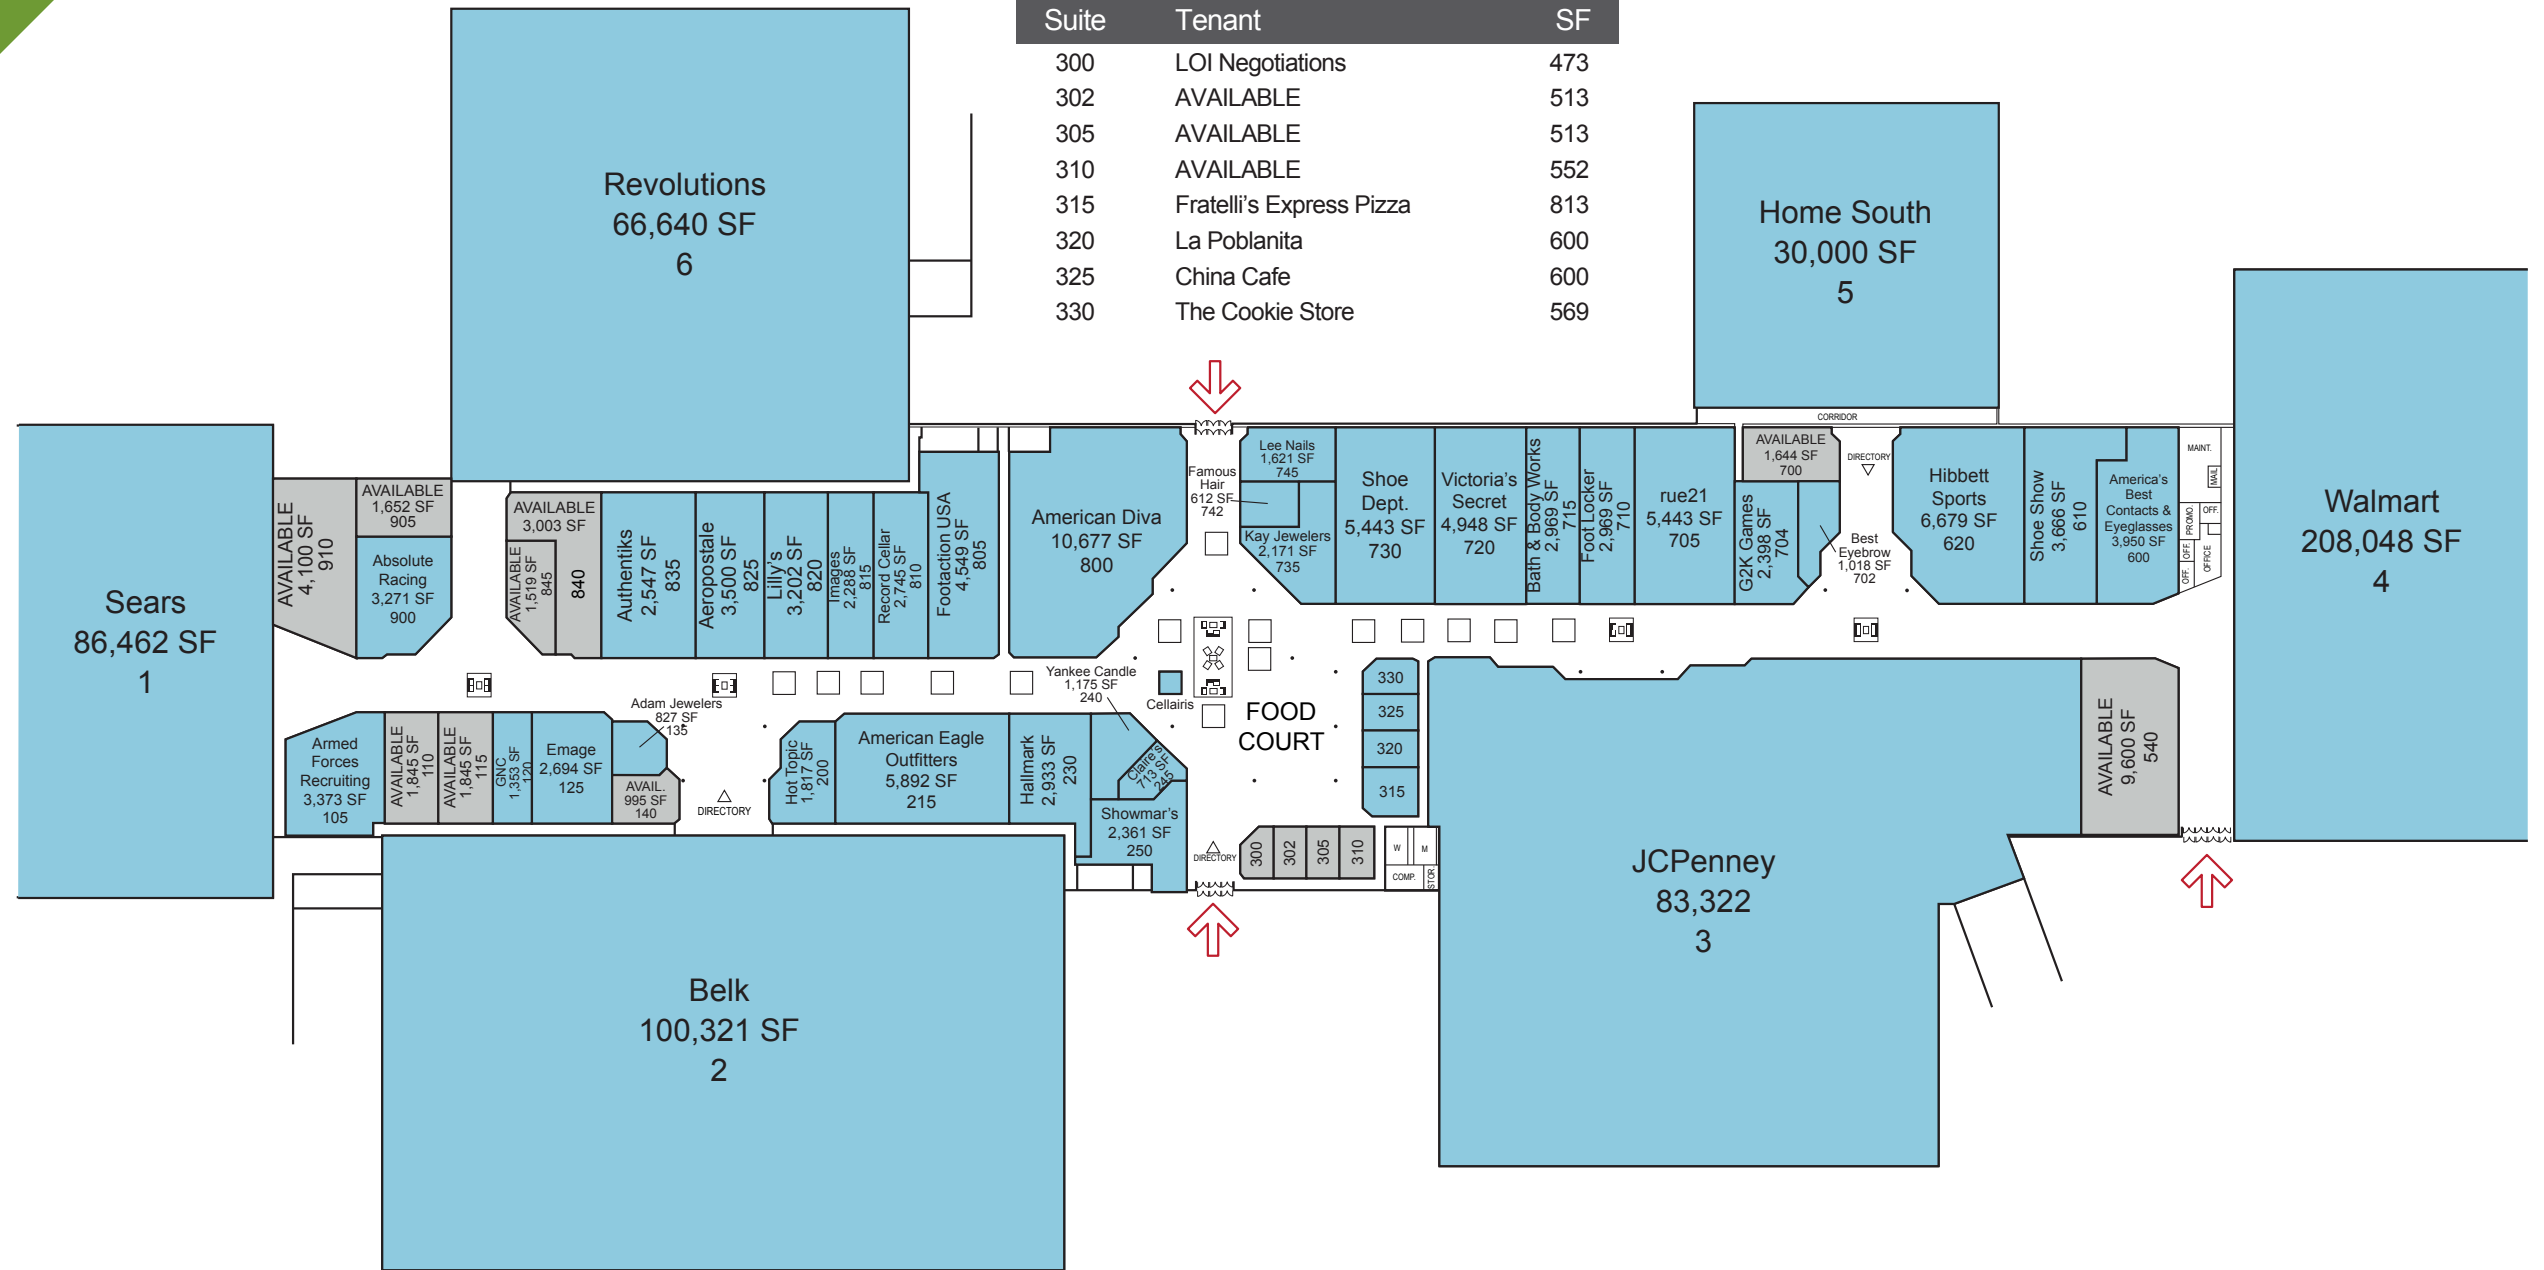 Suite Tenant SF
300 LOI Negotiations 473
302 AVAILABLE 513
305 AVAILABLE 513
310 AVAILABLE 552
315 Fratelli’s Express Pizza 813
320 La Poblanita 600
325 China Cafe 600
330 The Cookie Store 569
Revolutions
66,640 SF
6
Home South
30,000 SF
5
Walmart
208,048 SF
4
Sears
86,462 SF
1
CORRIDOR
AVAILABLE
4,100 SF
910
AVAILABLE
1,652 SF
905
Absolute
Racing
3,271 SF
900
AVAILABLE
3,003 SF
840
AVAILABLE
1,519 SF
845
Authentiks
2,547 SF
835
Aeropostale
3,500 SF
825
Lilly's
3,202 SF
820
Images
2,288 SF
815
Record Cellar
2,745 SF
810
Footaction USA
4,549 SF
805
American Diva
10,677 SF
800
Famous
Hair
612 SF
742
Lee Nails
1,621 SF
745
Kay Jewelers
2,171 SF
735
Shoe
Dept.
5,443 SF
730
Victoria’s
Secret
4,948 SF
720
Bath & Body Works
2,969 SF
715
Foot Locker
2,969 SF
710
rue21
5,443 SF
705
AVAILABLE
1,644 SF
700
G2K Games
2,398 SF
704
Best
Eyebrow
1,018 SF
702
DIRECTORY
Hibbett
Sports
6,679 SF
620
Shoe Show
3,666 SF
610
America’s
Best
Contacts &
Eyeglasses
3,950 SF
600
MAINT.
MAIL
PROMO.
OFF.
OFF.
OFF.
OFFICE
Armed
Forces
Recruiting
3,373 SF
105
AVAILABLE
1,845 SF
110
AVAILABLE
1,845 SF
115
GNC
1,353 SF
120
Emage
2,694 SF
125
Adam Jewelers
827 SF
135
AVAIL.
995 SF
140
DIRECTORY
Hot Topic
1,817 SF
200
American Eagle
Outfitters
5,892 SF
215
Hallmark
2,933 SF
230
Yankee Candle
1,175 SF
240
Claire's
713 SF
245
Showmar’s
2,361 SF
250
Cellairis
FOOD
COURT
DIRECTORY
300
302
305
310
330
325
320
315
W
M
COMP.
STOR.
JCPenney
83,322
3
AVAILABLE
9,600 SF
540
Belk
100,321 SF
2